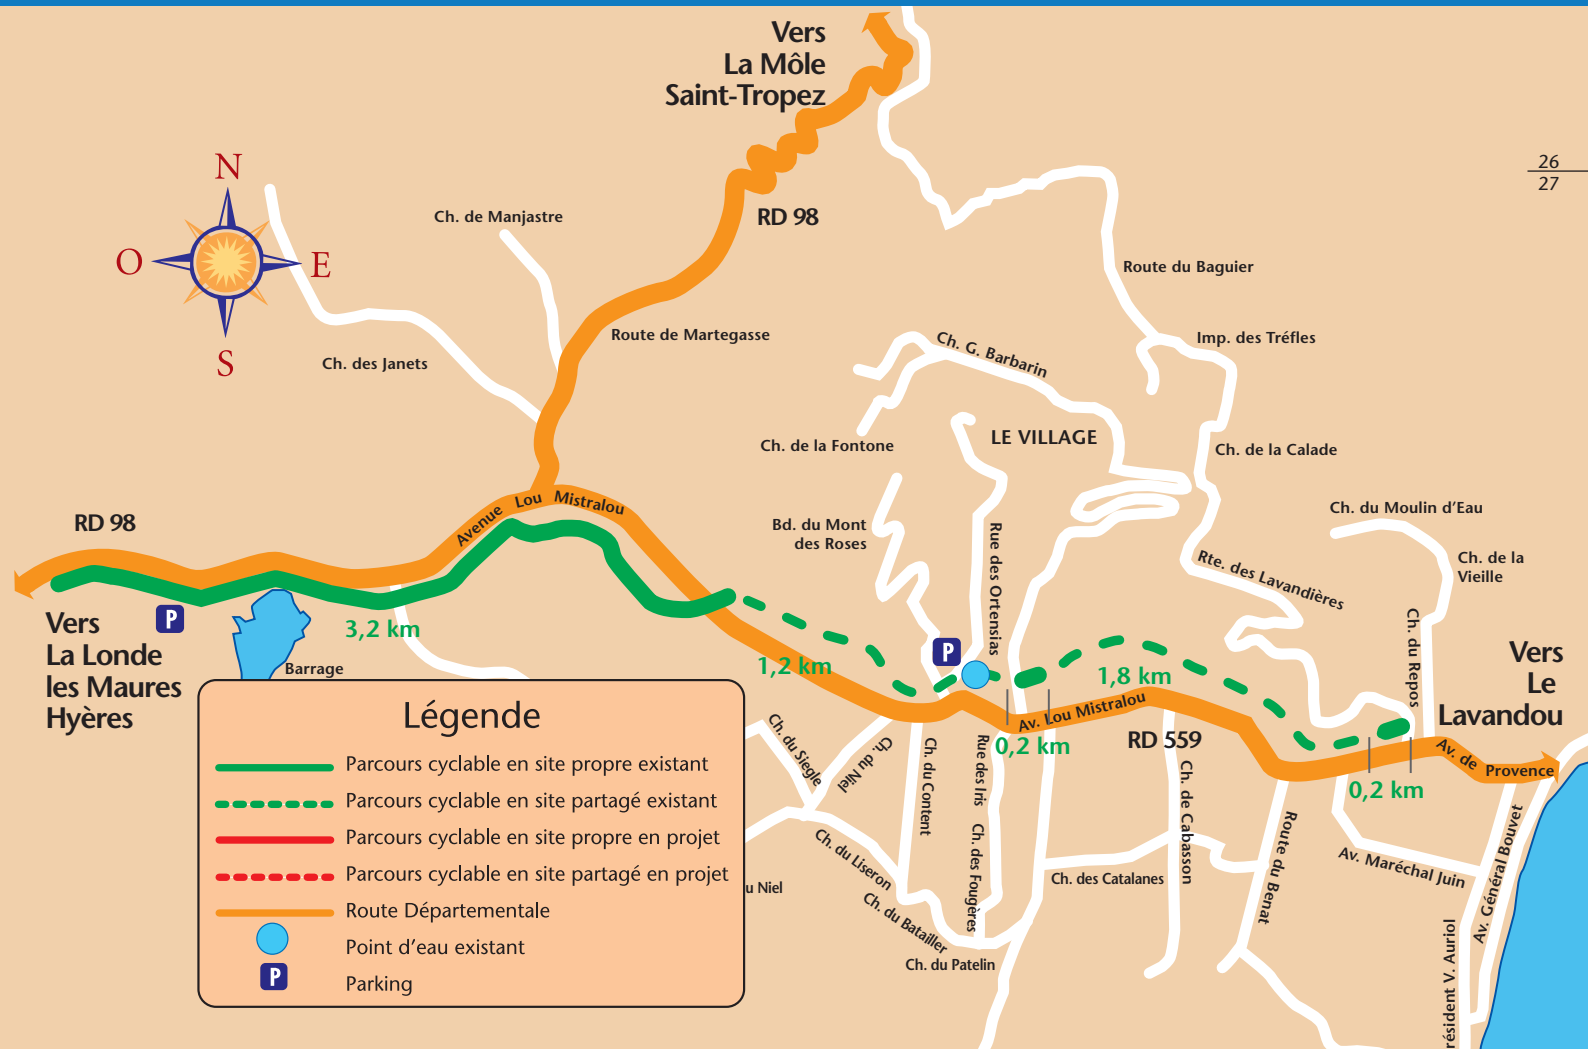 Vers
La Môle
Saint-Tropez
26
27
N
O
E
S
Ch. de Manjastre
RD 98
Route du Baguier
Route de Martegasse
Imp. des Tréfles
Ch. des Janets
Ch. G. Barbarin
LE VILLAGE
Ch. de la Fontone
Ch. de la Calade
RD 98
Avenue Lou Mistralou
Bd. du Mont
des Roses
Rue des Ortensias
Ch. du Moulin d'Eau
Ch. de la
Vieille
Rte. des Lavandières
Ch. du Repos
P
Vers
La Londe
les Maures
Hyères
3,2 km
Barrage
1,2 km
P
1,8 km
Vers
Le
Lavandou
Av. Lou Mistralou
0,2 km
RD 559
Av. de Provence
0,2 km
Ch. du Siegle
Ch. du Niel
Ch. du Content
Rue des Iris
Ch. des Fougères
Ch. de Cabasson
Route du Benat
Av. Maréchal Juin
Av. Général Bouvet
Ch. du Liseron
u Niel
Ch. des Catalanes
Ch. du Batailler
Ch. du Patelin
résident V. Auriol
Légende
Parcours cyclable en site propre existant
Parcours cyclable en site partagé existant
Parcours cyclable en site propre en projet
Parcours cyclable en site partagé en projet
Route Départementale
Point d'eau existant
P
Parking